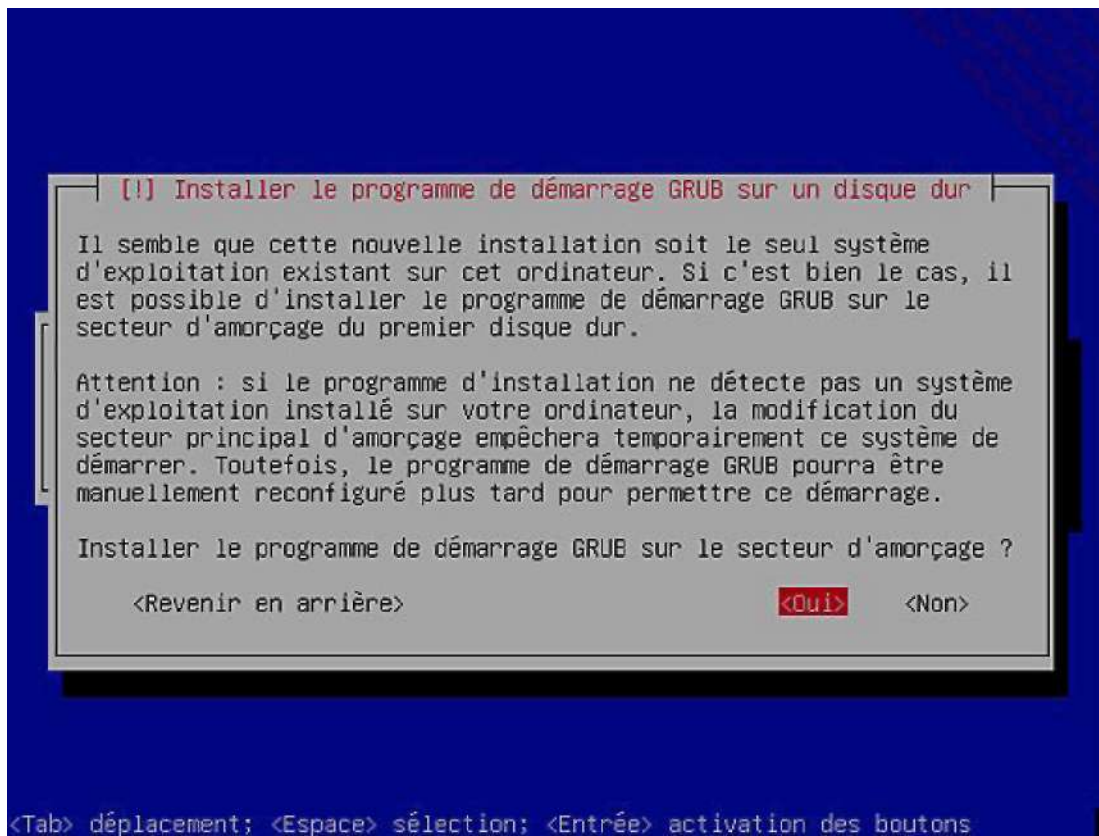 [!] Installer le programme de démarrage GRUB sur un disque dur
Il semble que cette nouvelle installation soit le seul système
d'exploitation existant sur cet ordinateur. Si c'est bien le cas, il
est possible d'installer le programme de démarrage GRUB sur le
secteur d'amorçage du premier disque dur.
Attention : si le programme d'installation ne détecte pas un système
d'exploitation installé sur votre ordinateur, la modification du
secteur principal d'amorçage empêchera temporairement ce système de
démarrer. Toutefois, le programme de démarrage GRUB pourra être
manuellement reconfiguré plus tard pour permettre ce démarrage.
Installer le programme de démarrage GRUB sur le secteur d'amorçage ?
<Revenir en arrière> <Oui> <Non>
<Tab> déplacement; <Espace> sélection; <Entrée> activation des boutons